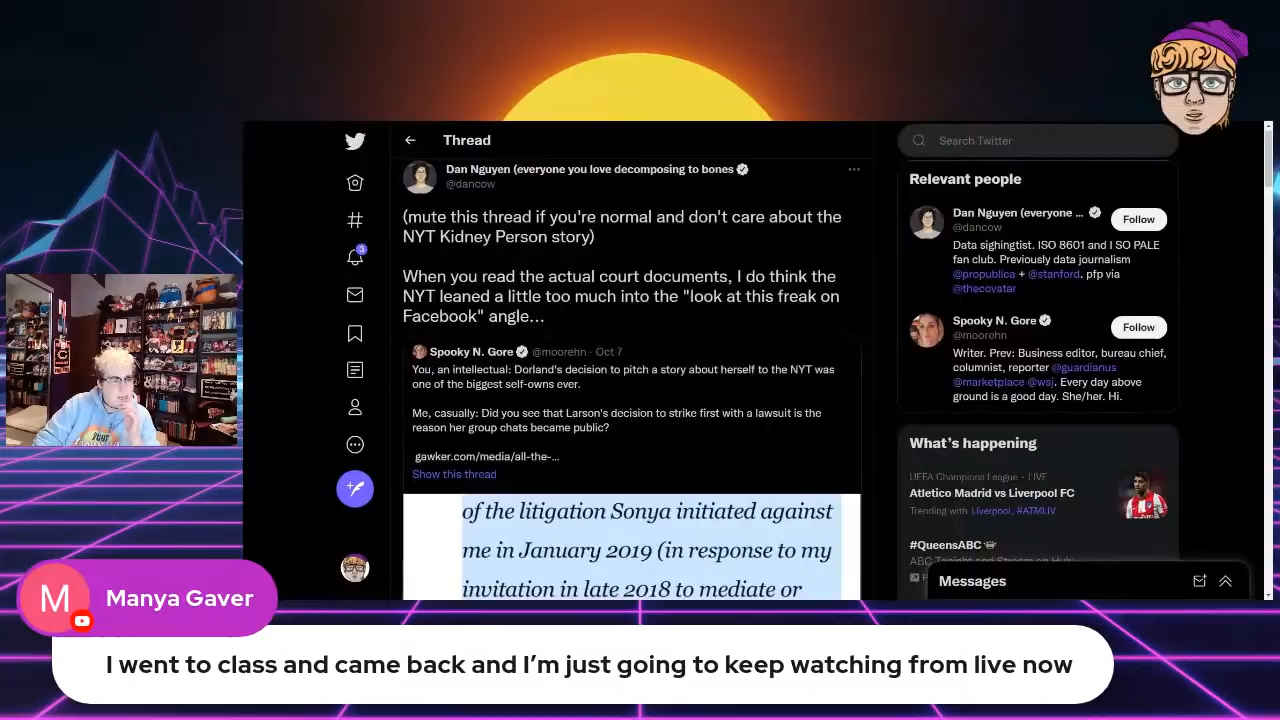 Thread
Search Twitter
Dan Nguyen (everyone you love decomposing to bones
@dancow
(mute this thread if you're normal and don't care about the
NYT Kidney Person story)
When you read the actual court documents, I do think the
NYT leaned a little too much into the "look at this freak on
Facebook" angle...
Spooky N. Gore @moorehn · Oct 7
You, an intellectual: Dorland's decision to pitch a story about herself to the NYT was
one of the biggest self-owns ever.
Me, casually: Did you see that Larson's decision to strike first with a lawsuit is the
reason her group chats became public?
gawker.com/media/all-the-...
Show this thread
of the litigation Sonya initiated against
me in January 2019 (in response to my
invitation in late 2018 to mediate or
3
Relevant people
Dan Nguyen (everyone ...
@dancow
Follow
Data sighingtist. ISO 8601 and I SO PALE
fan club. Previously data journalism
@propublica + @stanford. pfp via
@thecovatar
Spooky N. Gore
@moorehn
Follow
Writer. Prev: Business editor, bureau chief,
columnist, reporter @guardianus
@marketplace @wsj. Every day above
ground is a good day. She/her. Hi.
What's happening
UEFA Champions League · LIVE
Atletico Madrid vs Liverpool FC
Trending with Liverpool, #ATMLIV
#QueensABC
ABC Tonight and Stream on Hulu
Messages
M
Manya Gaver
I went to class and came back and I'm just going to keep watching from live now